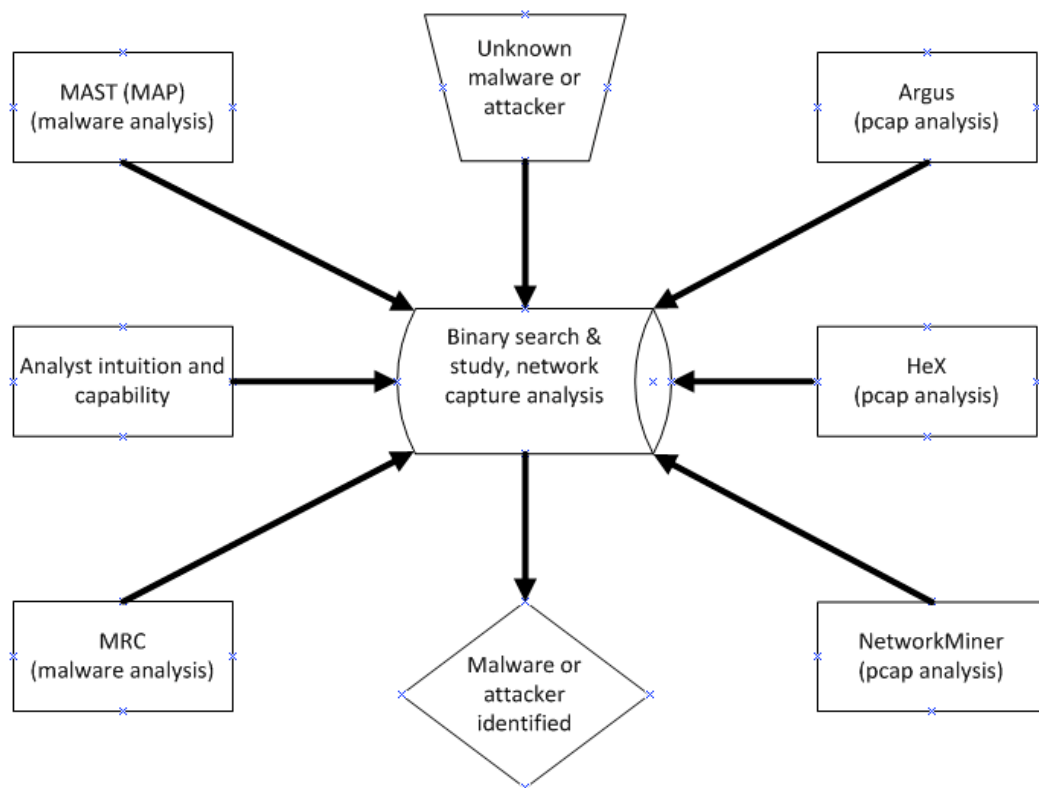 MAST (MAP)
(malware analysis)
Unknown
malware or
attacker
Argus
(pcap analysis)
Analyst intuition and
capability
Binary search &
study, network
capture analysis
HeX
(pcap analysis)
MRC
(malware analysis)
Malware or
attacker
identified
NetworkMiner
(pcap analysis)